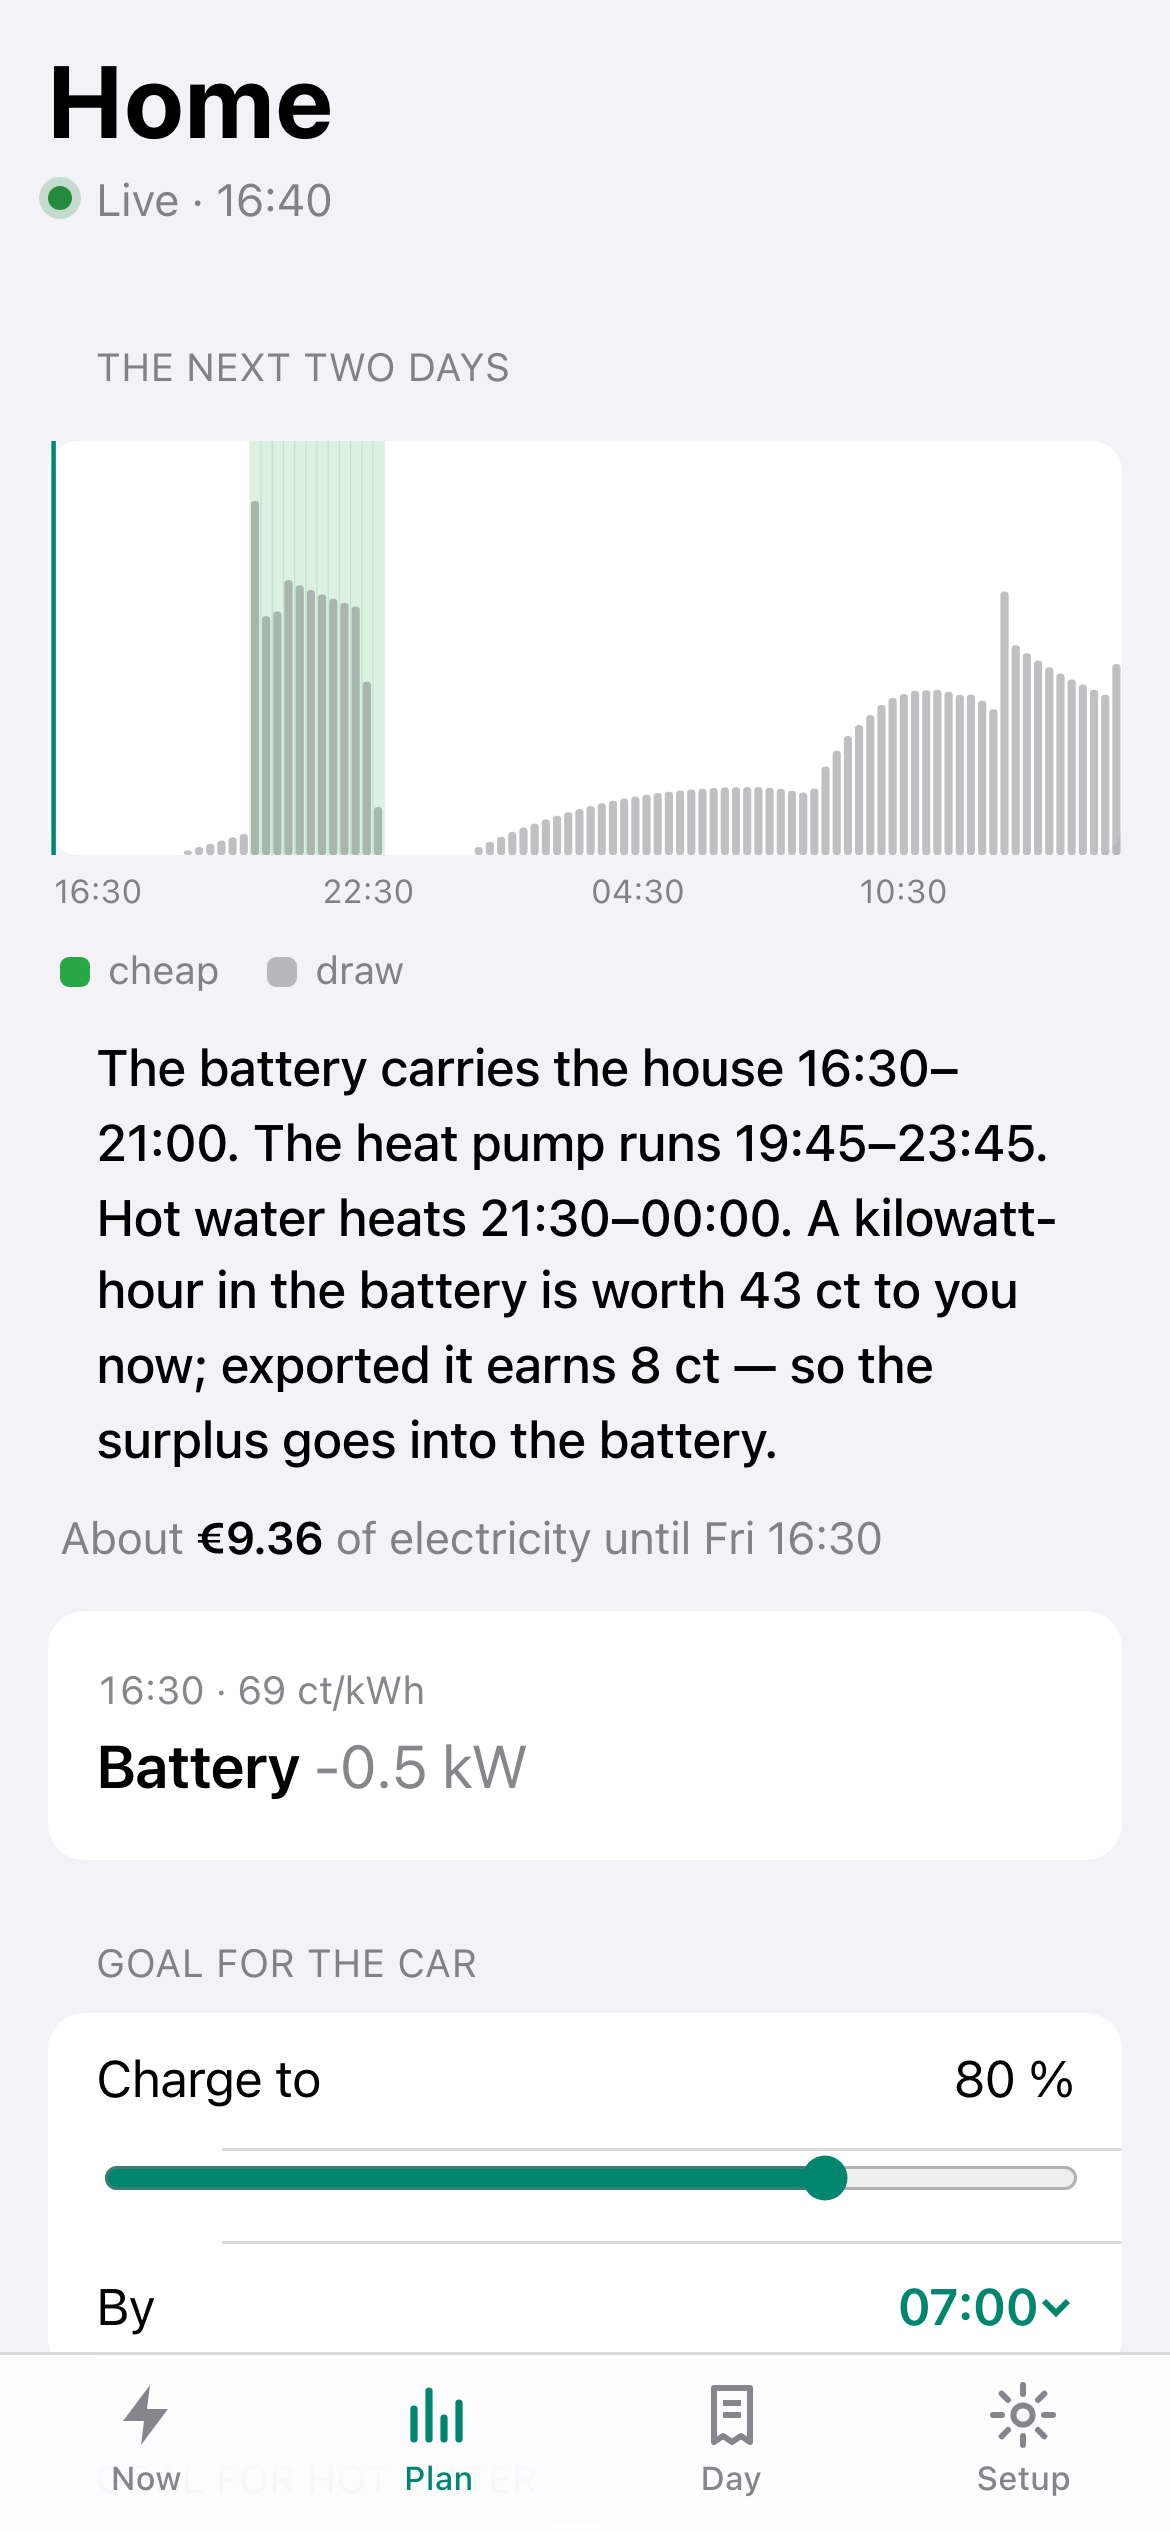 Home
Live · 16:40
THE NEXT TWO DAYS
16:30 22:30 04:30 10:30
cheap draw
The battery carries the house 16:30–
21:00. The heat pump runs 19:45–23:45.
Hot water heats 21:30–00:00. A kilowatt-
hour in the battery is worth 43 ct to you
now; exported it earns 8 ct — so the
surplus goes into the battery.
About €9.36 of electricity until Fri 16:30
16:30 · 69 ct/kWh
Battery -0.5 kW
GOAL FOR THE CAR
Charge to 80 %
By 07:00
Now Plan Day Setup